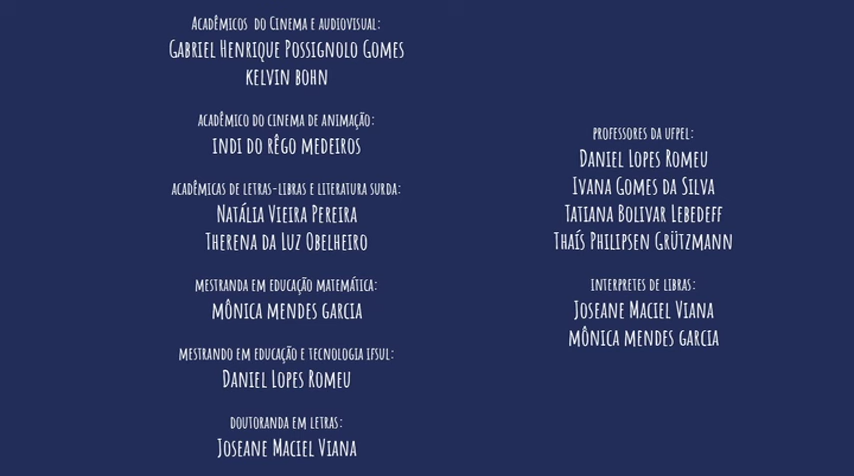 Acadêmicos do Cinema e audiovisual:
Gabriel Henrique Possignolo Gomes
kelvin bohn
acadêmico do cinema de animação:
indi do rêgo medeiros
acadêmicas de letras-libras e literatura surda:
Natália Vieira Pereira
Therena da Luz Obelheiro
mestranda em educação matemática:
mônica mendes garcia
mestrando em educação e tecnologia ifsul:
Daniel Lopes Romeu
doutoranda em letras:
Joseane Maciel Viana
professores da ufpel:
Daniel Lopes Romeu
Ivana Gomes da Silva
Tatiana Bolivar Lebedeff
Thaís Philipsen Grützmann
interpretes de libras:
Joseane Maciel Viana
mônica mendes garcia